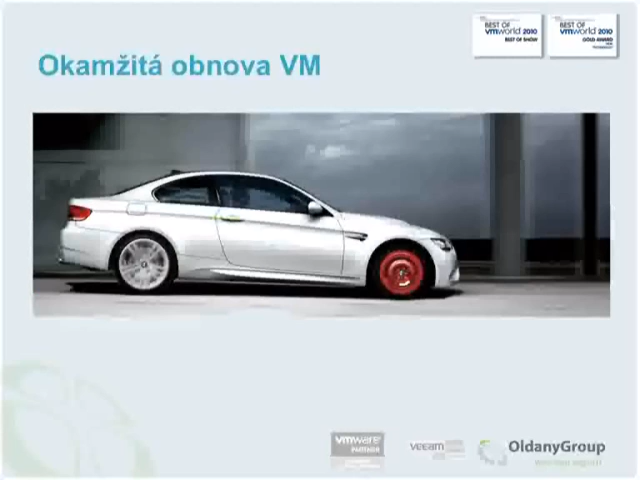 BEST OF
vmworld 2010
BEST OF SHOW
BEST OF
vmworld 2010
GOLD AWARD
Okamžitá obnova VM
vmware
PARTNER
veeam
OldanyGroup